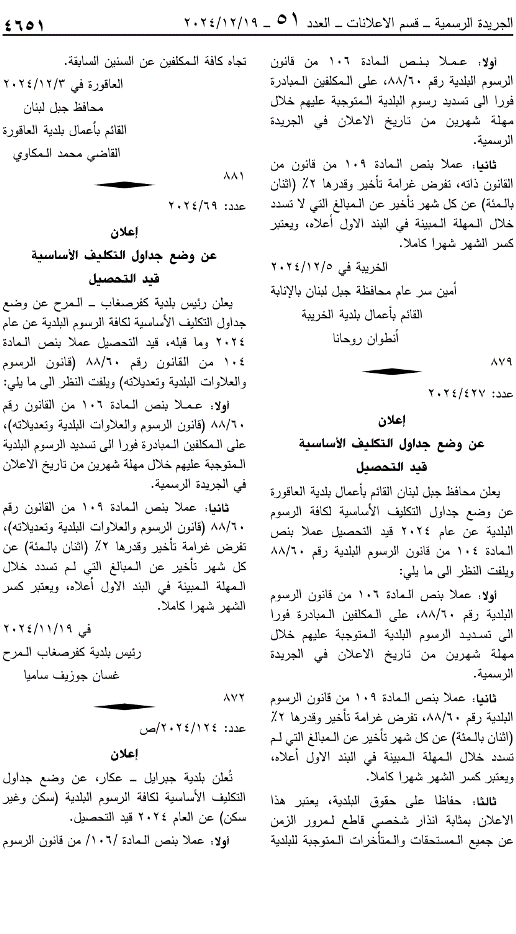 الجريدة الرسمية ــ قسم الاعلانات ــ العدد ٥١ ــ ٢٠٢٤/١٢/١٩
٤٦٥١
اولا: عملا بنص المادة ١٠٦ من قانون
الرسوم البلدية رقم ٨٨/٦٠، على المكلفين المبادرة
فورا الى تسديد رسوم البلدية المتوجبة عليهم خلال
مهلة شهرين من تاريخ الاعلان في الجريدة
الرسمية.
ثانيا: عملا بنص المادة ١٠٩ من قانون من
القانون ذاته، تفرض غرامة تأخير وقدرها ٢٪ (اثنان
بالمئة) عن كل شهر تأخير عن المبالغ التي لا تسدد
خلال المهلة المبينة في البند الاول أعلاه، ويعتبر
كسر الشهر شهرا كاملا.
الخريبة في ٢٠٢٤/١٢/٥
أمين سر عام محافظة جبل لبنان بالإنابة
القائم بأعمال بلدية الخريبة
أنطوان روحانا
٨٧٩
عدد: ٢٠٢٤/٤٢٧
إعلان
عن وضع جداول التكليف الأساسية
قيد التحصيل
يعلن محافظ جبل لبنان القائم بأعمال بلدية العاقورة
عن وضع جداول التكليف الأساسية لكافة الرسوم
البلدية عن عام ٢٠٢٤ قيد التحصيل عملا بنص
المادة ١٠٤ من قانون الرسوم البلدية رقم ٨٨/٦٠
ويلفت النظر الى ما يلي:
اولا: عملا بنص المادة ١٠٦ من قانون الرسوم
البلدية رقم ٨٨/٦٠، على المكلفين المبادرة فورا
الى تسديد الرسوم البلدية المتوجبة عليهم خلال
مهلة شهرين من تاريخ الاعلان في الجريدة
الرسمية.
ثانيا: عملا بنص المادة ١٠٩ من قانون الرسوم
البلدية رقم ٨٨/٦٠، تفرض غرامة تأخير وقدرها ٢٪
(اثنان بالمئة) عن كل شهر تأخير عن المبالغ التي لم
تسدد خلال المهلة المبينة في البند الاول أعلاه،
ويعتبر كسر الشهر شهرا كاملا.
ثالثا: حفاظا على حقوق البلدية، يعتبر هذا
الاعلان بمثابة انذار شخصي قاطع لمرور الزمن
عن جميع المستحقات والمتأخرات المتوجبة للبلدية
تجاه كافة المكلفين عن السنين السابقة.
العاقورة في ٢٠٢٤/١٢/٣
محافظ جبل لبنان
القائم بأعمال بلدية العاقورة
القاضي محمد المكاوي
٨٨١
عدد: ٢٠٢٤/٦٩
إعلان
عن وضع جداول التكليف الأساسية
قيد التحصيل
يعلن رئيس بلدية كفرصغاب ــ المرح عن وضع
جداول التكليف الأساسية لكافة الرسوم البلدية عن عام
٢٠٢٤ وما قبله، قيد التحصيل عملا بنص المادة
١٠٤ من القانون رقم ٨٨/٦٠ (قانون الرسوم
والعلاوات البلدية وتعديلاته) ويلفت النظر الى ما يلي:
اولا: عملا بنص المادة ١٠٦ من القانون رقم
٨٨/٦٠ (قانون الرسوم والعلاوات البلدية وتعديلاته)،
على المكلفين المبادرة فورا الى تسديد الرسوم البلدية
المتوجبة عليهم خلال مهلة شهرين من تاريخ الاعلان
في الجريدة الرسمية.
ثانيا: عملا بنص المادة ١٠٩ من القانون رقم
٨٨/٦٠ (قانون الرسوم والعلاوات البلدية وتعديلاته)،
تفرض غرامة تأخير وقدرها ٢٪ (اثنان بالمئة) عن
كل شهر تأخير عن المبالغ التي لم تسدد خلال
المهلة المبينة في البند الاول أعلاه، ويعتبر كسر
الشهر شهرا كاملا.
في ٢٠٢٤/١١/١٩
رئيس بلدية كفرصغاب المرح
غسان جوزيف ساميا
٨٧٢
عدد: ٢٠٢٤/١٢٤/ص
إعلان
تُعلن بلدية جبرايل ــ عكار، عن وضع جداول
التكليف الأساسية لكافة الرسوم البلدية (سكن وغير
سكن) عن العام ٢٠٢٤ قيد التحصيل.
اولا: عملا بنص المادة /١٠٦/ من قانون الرسوم